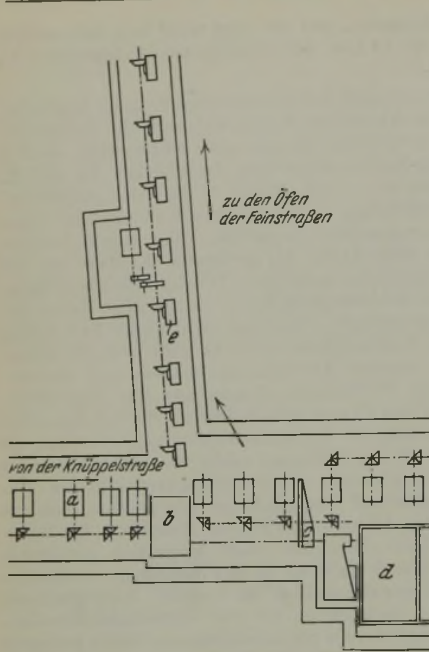 zu den Öfen
der Feinstraßen
e
von der Knüppelstraße
a
b
c
d